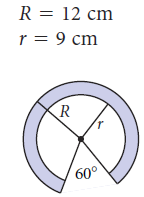 R = 12 cm
r = 9 cm
R
r
60°